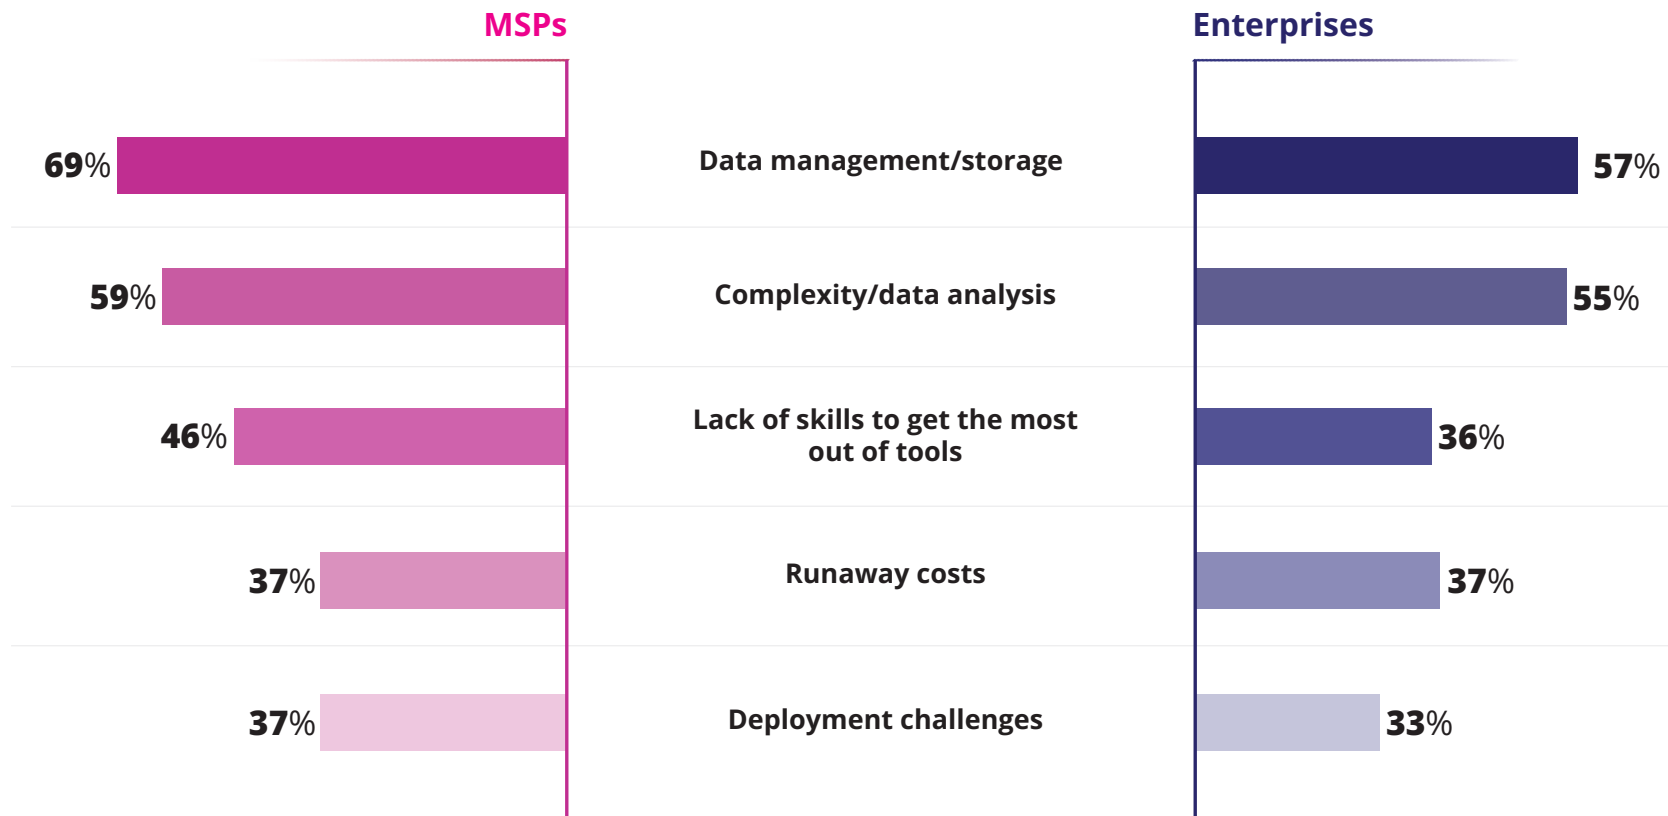 MSPs
Enterprises
69%
Data management/storage
57%
59%
Complexity/data analysis
55%
46%
Lack of skills to get the most
out of tools
36%
37%
Runaway costs
37%
37%
Deployment challenges
33%